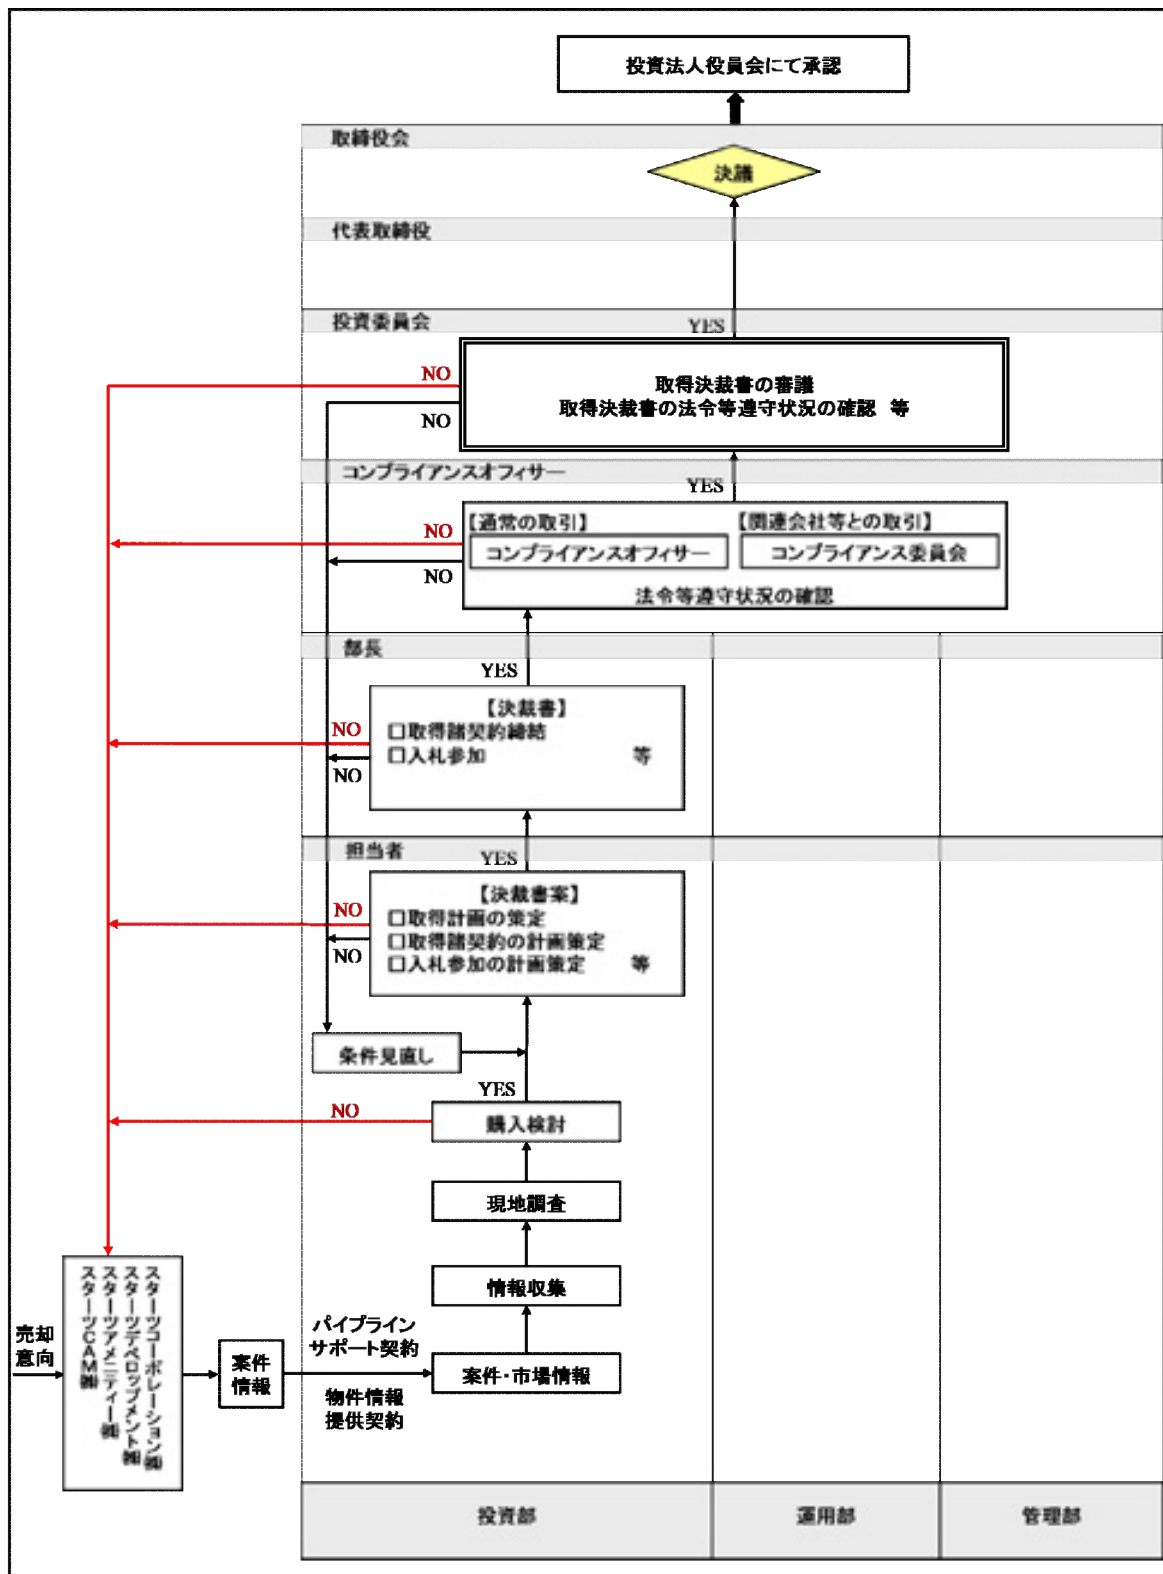 投資法人役員会にて承認
取締役会
決議
代表取締役
投資委員会
YES
NO
取得決裁書の審議
取得決裁書の法令等遵守状況の確認 等
NO
コンプライアンスオフィサー
YES
【通常の取引】
【関連会社等との取引】
NO
コンプライアンスオフィサー
コンプライアンス委員会
NO
法令等遵守状況の確認
部長
YES
【決裁書】
NO
□取得諸契約締結
□入札参加 等
NO
担当者
YES
【決裁書案】
NO
□取得計画の策定
□取得諸契約の計画策定
NO
□入札参加の計画策定 等
条件見直し
YES
NO
購入検討
現地調査
情報収集
売却
意向
スターツコーポレーション㈱
スターツデベロップメント㈱
スターツアメニティー㈱
スターツCAM㈱
案件
情報
パイプライン
サポート契約
物件情報
提供契約
案件・市場情報
投資部
運用部
管理部